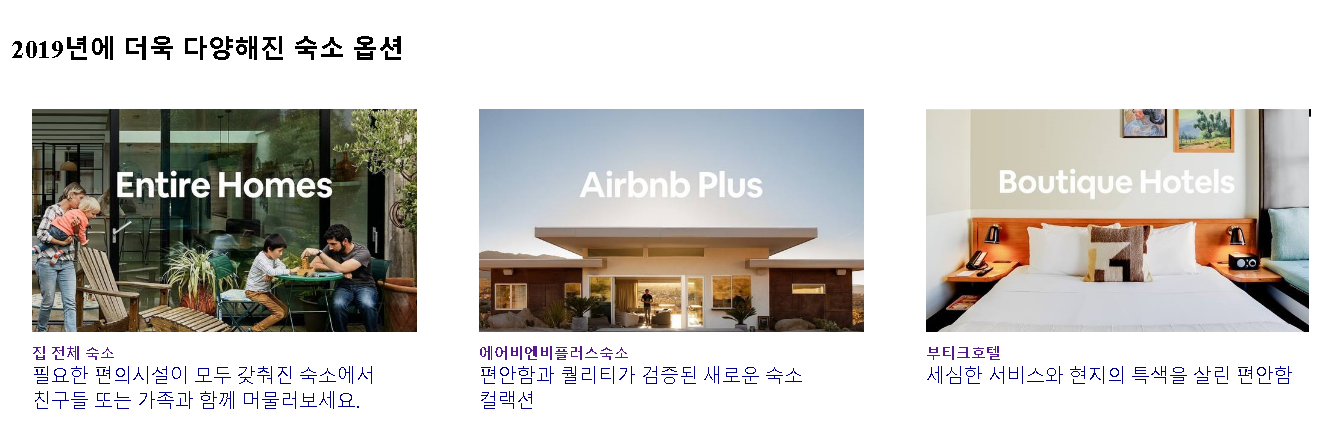 2019년에 더욱 다양해진 숙소 옵션
Entire Homes
Airbnb Plus
Boutique Hotels
집 전체 숙소
필요한 편의시설이 모두 갖춰진 숙소에서
친구들 또는 가족과 함께 머물러보세요.
에어비엔비플러스숙소
편안함과 퀄리티가 검증된 새로운 숙소
컬랙션
부티크호텔
세심한 서비스와 현지의 특색을 살린 편안함